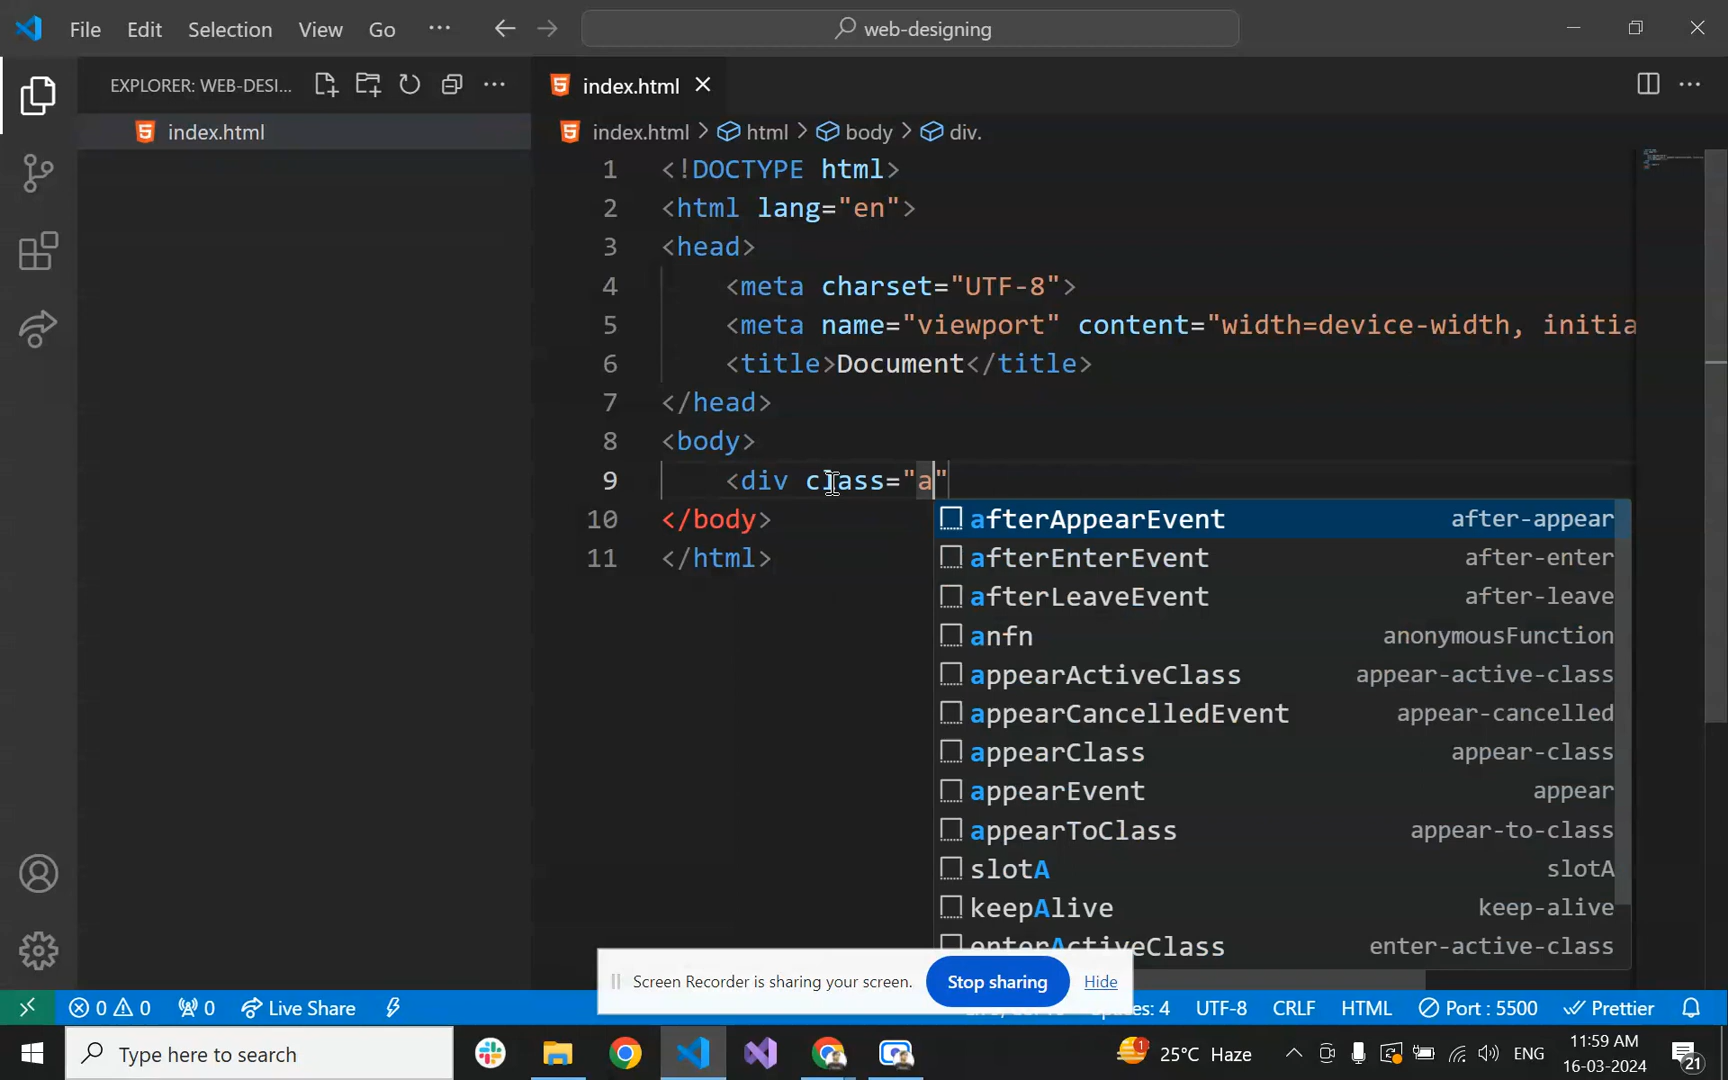 File Edit Selection View Go ··· web-designing
EXPLORER: WEB-DESI... index.html
index.html
index.html > html > body > div.
1 <!DOCTYPE html>
2 <html lang="en">
3 <head>
4 <meta charset="UTF-8">
5 <meta name="viewport" content="width=device-width, initia
6 <title>Document</title>
7 </head>
8 <body>
9 <div class="a"
10 </body>
11 </html>
afterAppearEvent after-appear
afterEnterEvent after-enter
afterLeaveEvent after-leave
anfn anonymousFunction
appearActiveClass appear-active-class
appearCancelledEvent appear-cancelled
appearClass appear-class
appearEvent appear
appearToClass appear-to-class
slotA slotA
keepAlive keep-alive
enterActiveClass enter-active-class
Screen Recorder is sharing your screen. Stop sharing Hide
0 0 0 Live Share Spaces: 4 UTF-8 CRLF HTML Port : 5500 Prettier
Type here to search 1 25°C Haze ENG 11:59 AM
16-03-2024 21